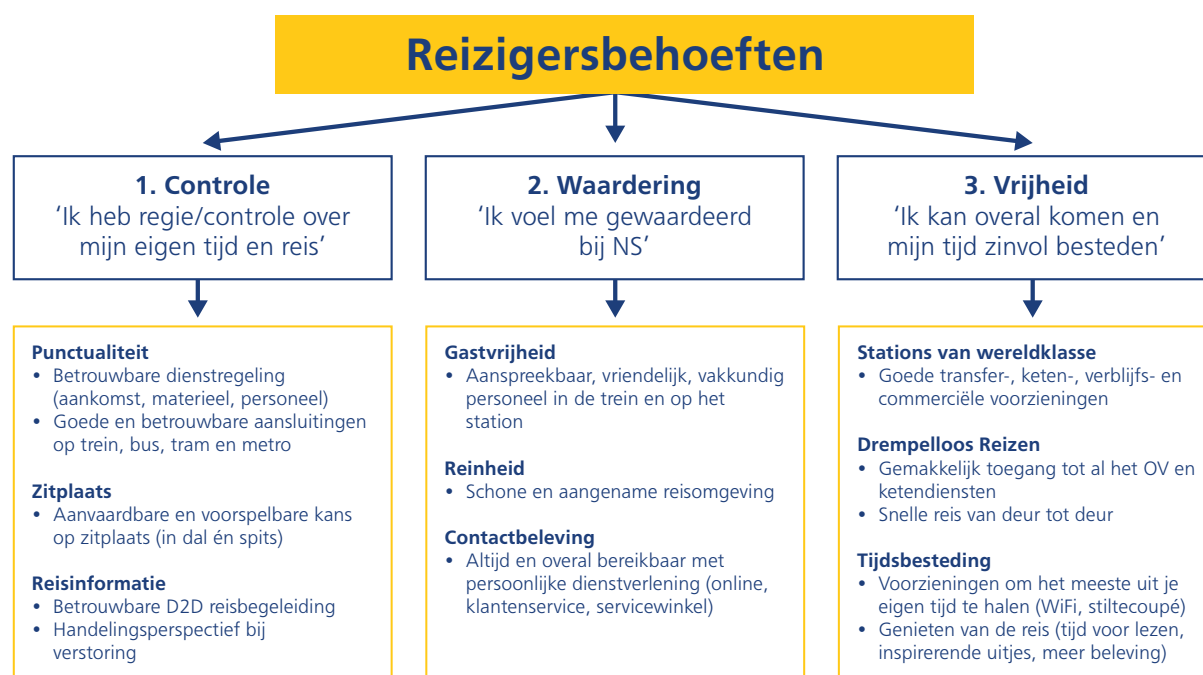 Reizigersbehoeften
1. Controle
‘Ik heb regie/controle over
mijn eigen tijd en reis’
2. Waardering
‘Ik voel me gewaardeerd
bij NS’
3. Vrijheid
‘Ik kan overal komen en
mijn tijd zinvol besteden’
Punctualiteit
• Betrouwbare dienstregeling
(aankomst, materieel, personeel)
• Goede en betrouwbare aansluitingen
op trein, bus, tram en metro
Zitplaats
• Aanvaardbare en voorspelbare kans
op zitplaats (in dal én spits)
Reisinformatie
• Betrouwbare D2D reisbegeleiding
• Handelingsperspectief bij
verstoring
Gastvrijheid
• Aanspreekbaar, vriendelijk, vakkundig
personeel in de trein en op het
station
Reinheid
• Schone en aangename reisomgeving
Contactbeleving
• Altijd en overal bereikbaar met
persoonlijke dienstverlening (online,
klantenservice, servicewinkel)
Stations van wereldklasse
• Goede transfer-, keten-, verblijfs- en
commerciële voorzieningen
Drempelloos Reizen
• Gemakkelijk toegang tot al het OV en
ketendiensten
• Snelle reis van deur tot deur
Tijdsbesteding
• Voorzieningen om het meeste uit je
eigen tijd te halen (WiFi, stiltecoupé)
• Genieten van de reis (tijd voor lezen,
inspirerende uitjes, meer beleving)